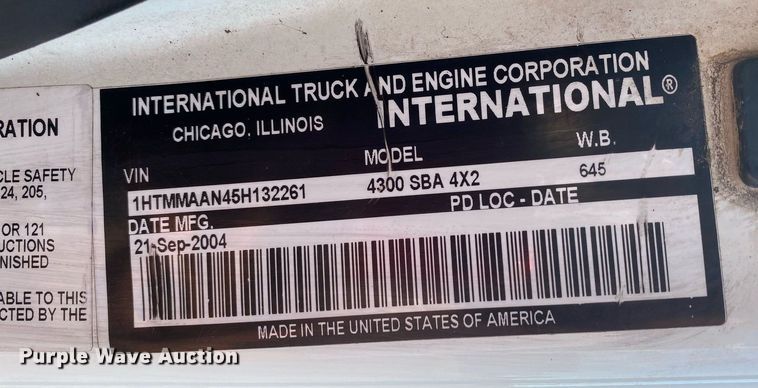 RATION
CLE SAFETY
24, 205,
OR 121
UCTIONS
NISHED
ABLE TO THIS
CTED BY THE
INTERNATIONAL TRUCK AND ENGINE CORPORATION
CHICAGO, ILLINOIS
INTERNATIONAL®
VIN
MODEL
W.B.
1HTMMAAN45H132261
4300 SBA 4X2
645
DATE MFG.
PD LOC - DATE
21-Sep-2004
MADE IN THE UNITED STATES OF AMERICA
Purple Wave Auction